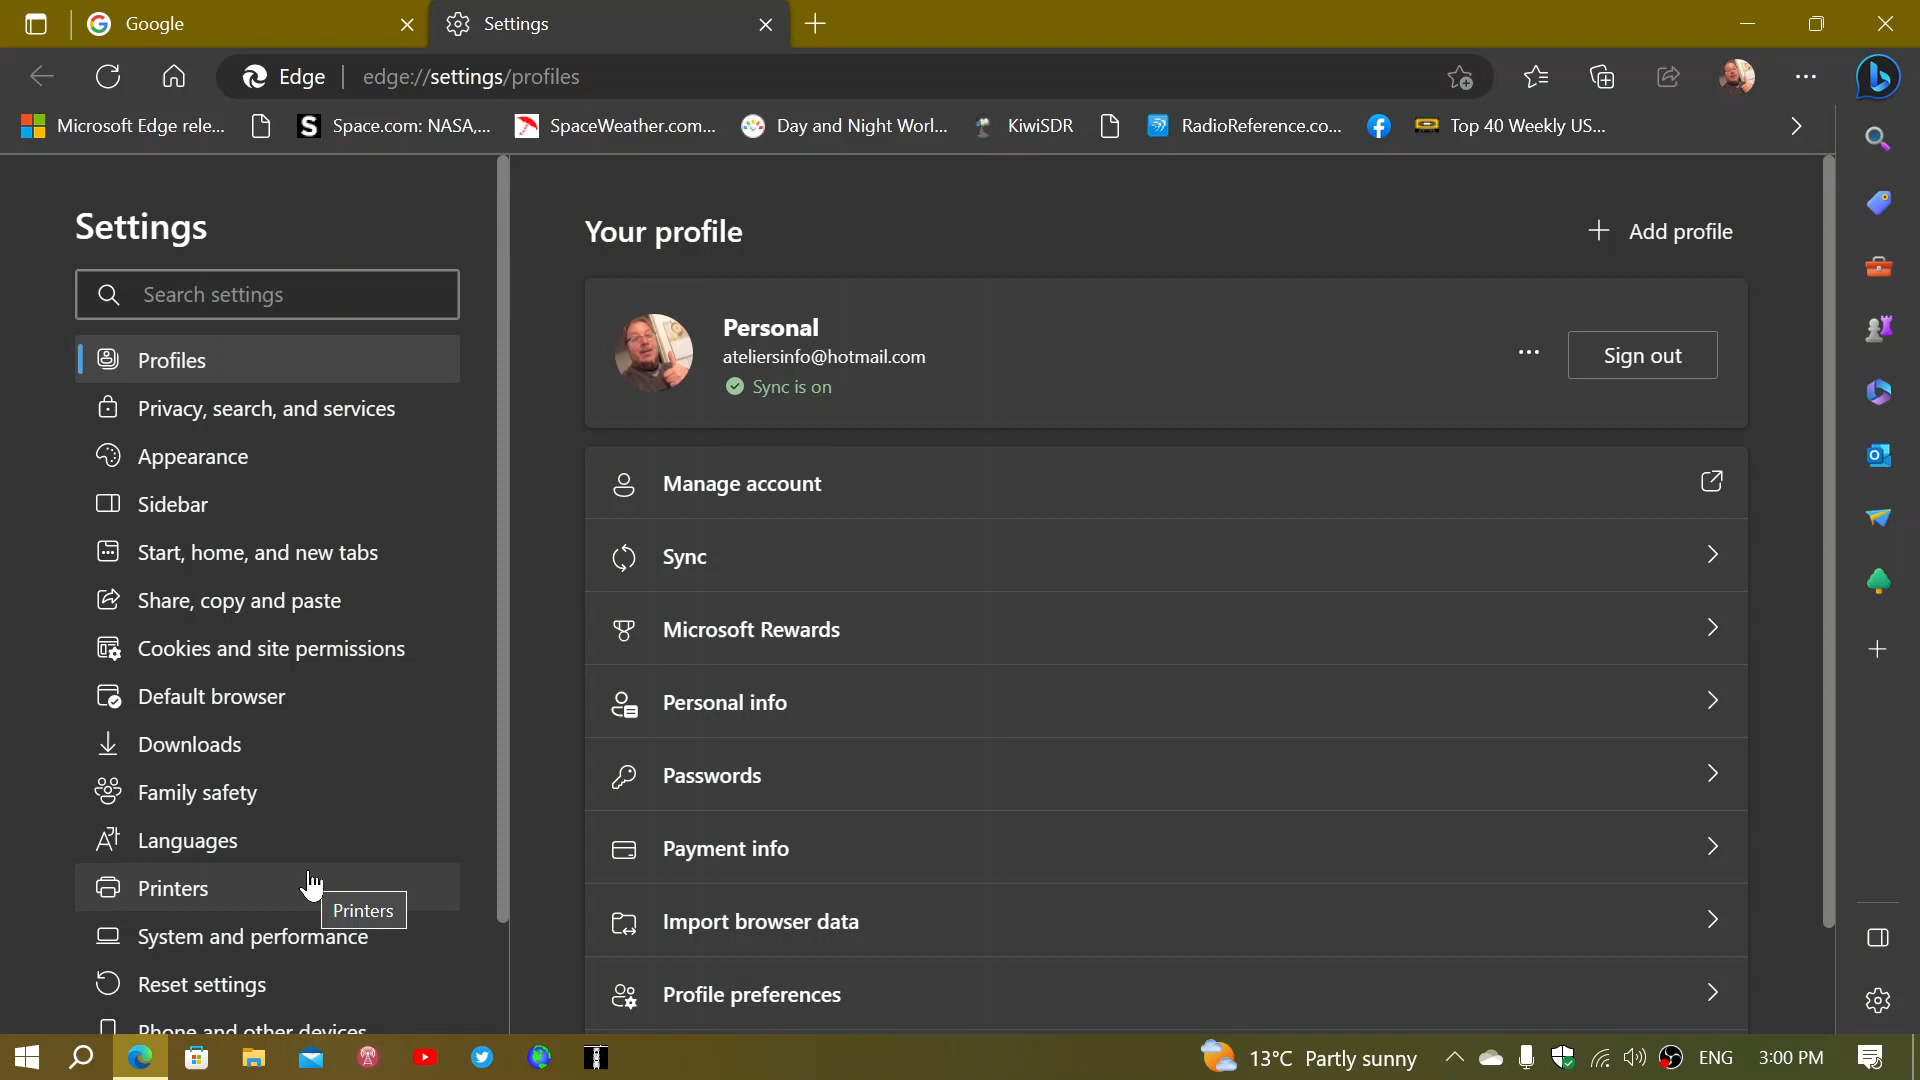 Google
Settings
Edge
edge://settings/profiles
Microsoft Edge rele...
Space.com: NASA,...
SpaceWeather.com...
Day and Night Worl...
KiwiSDR
RadioReference.co...
Top 40 Weekly US...
Settings
Search settings
Profiles
Privacy, search, and services
Appearance
Sidebar
Start, home, and new tabs
Share, copy and paste
Cookies and site permissions
Default browser
Downloads
Family safety
Languages
Printers
Printers
System and performance
Reset settings
Phone and other devices
Your profile
Add profile
Personal
ateliersinfo@hotmail.com
Sync is on
Sign out
Manage account
Sync
Microsoft Rewards
Personal info
Passwords
Payment info
Import browser data
Profile preferences
13°C Partly sunny
ENG
3:00 PM